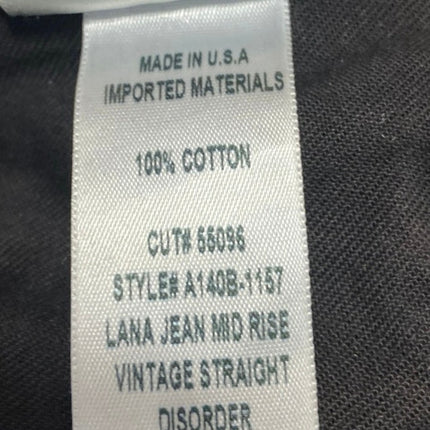 MADE IN U.S.A
IMPORTED MATERIALS
100% COTTON
CUT# 55096
STYLE# A140B-1157
LANA JEAN MID RISE
VINTAGE STRAIGHT
DISORDER